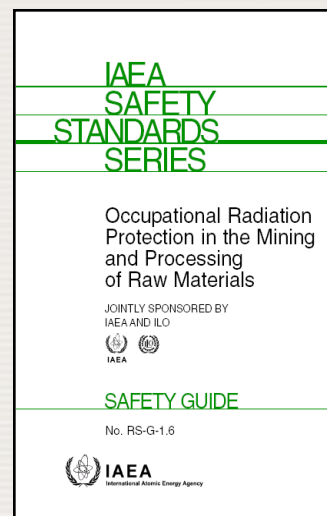 IAEA
SAFETY
STANDARDS
SERIES
Occupational Radiation
Protection in the Mining
and Processing
of Raw Materials
JOINTLY SPONSORED BY
IAEA AND ILO
IAEA
SAFETY GUIDE
No. RS-G-1.6
IAEA
International Atomic Energy Agency